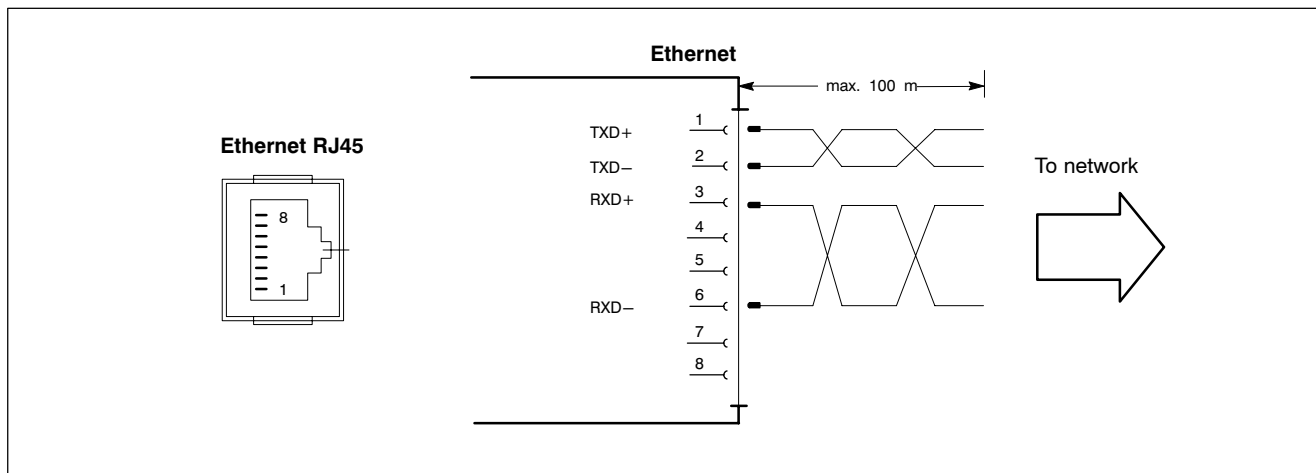 Ethernet
max. 100 m
Ethernet RJ45
8
1
TXD+ 1
TXD− 2
RXD+ 3
4
5
RXD− 6
7
8
To network